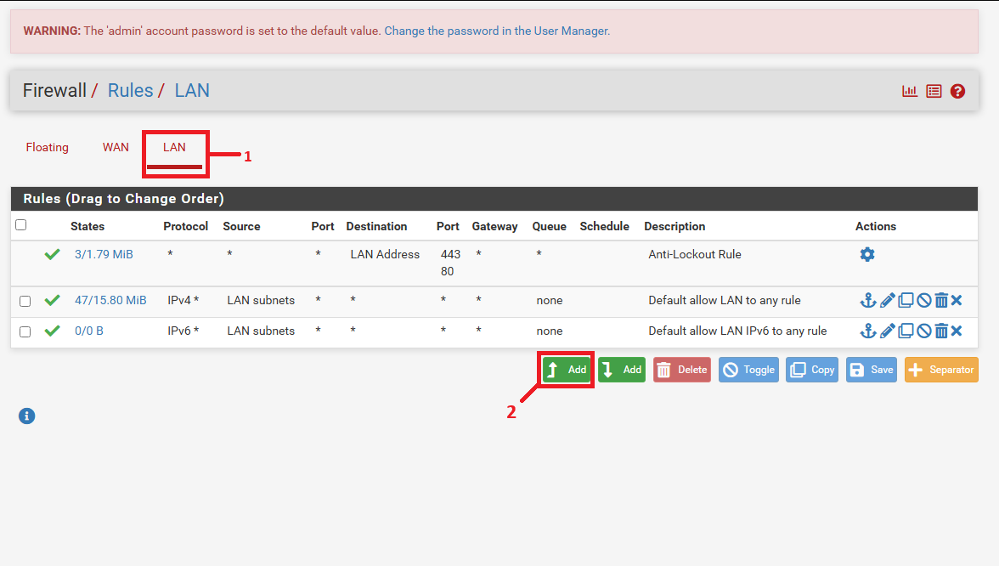 WARNING: The 'admin' account password is set to the default value. Change the password in the User Manager.
Firewall / Rules / LAN
Floating WAN LAN 1
Rules (Drag to Change Order)
States Protocol Source Port Destination Port Gateway Queue Schedule Description Actions
3/1.79 MiB * * * LAN Address 443 * * Anti-Lockout Rule
80
47/15.80 MiB IPv4 * LAN subnets * * * * none Default allow LAN to any rule
0/0 B IPv6 * LAN subnets * * * * none Default allow LAN IPv6 to any rule
Add Add Delete Toggle Copy Save Separator
2